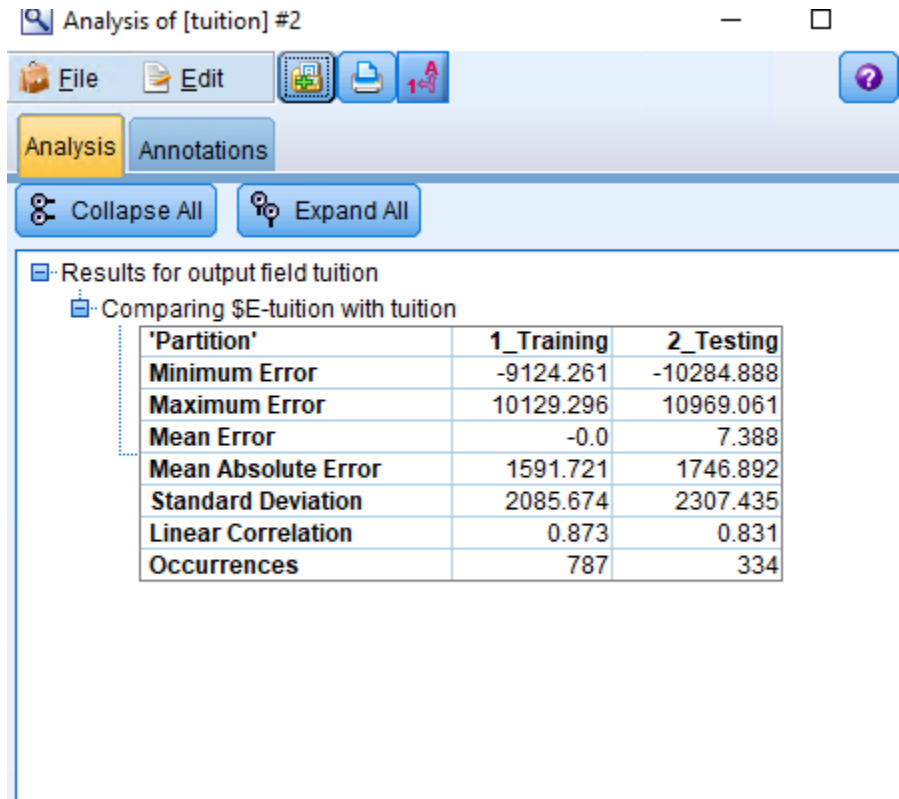 Analysis of [tuition] #2
File Edit 1 A ?
Analysis Annotations
Collapse All Expand All
Results for output field tuition
Comparing $E-tuition with tuition
'Partition' 1_Training 2_Testing
Minimum Error -9124.261 -10284.888
Maximum Error 10129.296 10969.061
Mean Error -0.0 7.388
Mean Absolute Error 1591.721 1746.892
Standard Deviation 2085.674 2307.435
Linear Correlation 0.873 0.831
Occurrences 787 334